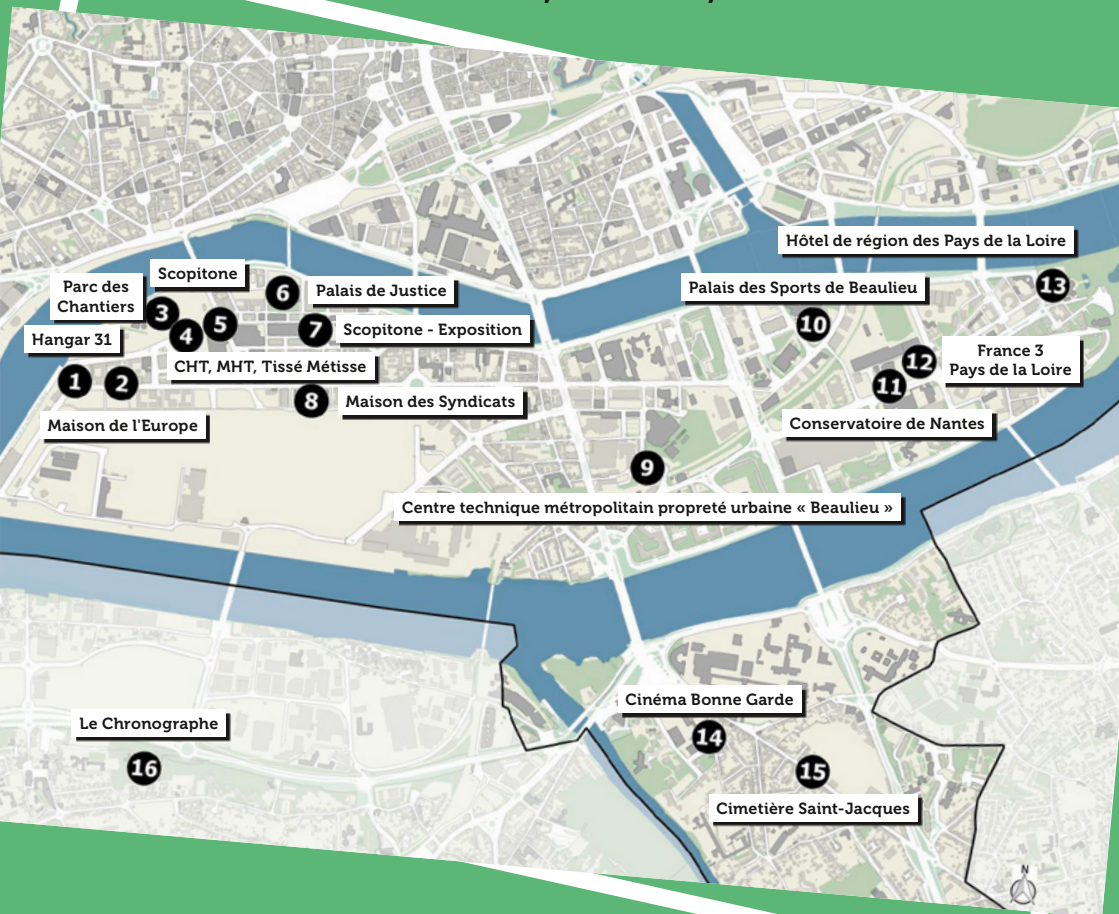 N
Hôtel de région des Pays de la Loire
13
Scopitone
Parc des
Chantiers
6
Palais de Justice
Palais des Sports de Beaulieu
3
4
5
7
Scopitone - Exposition
10
Hangar 31
CHT, MHT, Tissé Métisse
12
France 3
Pays de la Loire
1
2
11
8
Maison des Syndicats
Maison de l'Europe
Conservatoire de Nantes
9
Centre technique métropolitain propreté urbaine « Beaulieu »
Cinéma Bonne Garde
14
Le Chronographe
16
15
Cimetière Saint-Jacques